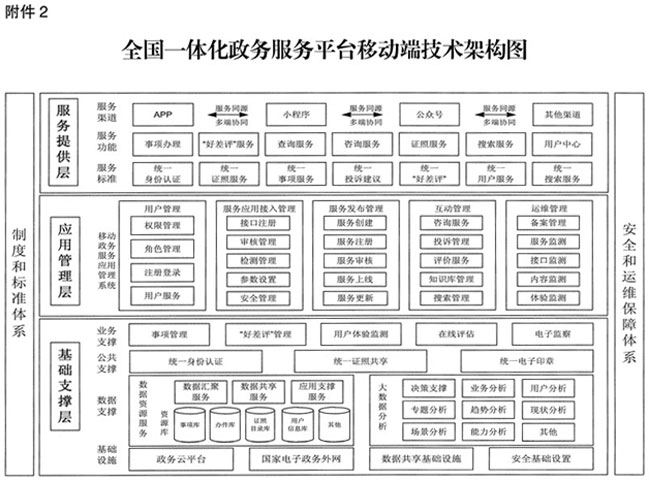 附件2
全国一体化政务服务平台移动端技术架构图
制度和标准体系
服务提供层
服务渠道
APP
服务同源
多端协同
小程序
服务同源
多端协同
公众号
服务同源
多端协同
其他渠道
服务功能
事项办理
“好差评”服务
查询服务
咨询服务
证照服务
搜索服务
用户中心
服务标准
统一
身份认证
统一
证照服务
统一
事项服务
统一
投诉建议
统一
“好差评”
统一
用户服务
统一
搜索服务
应用管理层
移动
政务
服务
应用
管理
系统
用户管理
权限管理
角色管理
注册登录
用户服务
服务应用接入管理
接口注册
审核管理
检测管理
参数设置
安全管理
服务发布管理
服务创建
服务注册
服务审核
服务上线
服务更新
互动管理
咨询服务
投诉管理
评价服务
知识库管理
搜索管理
运维管理
备案管理
服务监测
接口监测
内容监测
体验监测
基础支撑层
业务支撑
事项管理
“好差评”管理
用户体验监测
在线评估
电子监察
公共支撑
统一身份认证
统一证照共享
统一电子印章
数据支撑
数据资源服务
数据汇聚
服务
数据共享
服务
应用支撑
服务
资源库
事项库
办件库
证照
目录库
用户
信息库
其他
大数据分析
决策支撑
业务分析
用户分析
专题分析
趋势分析
现状分析
场景分析
能力分析
其他
基础设施
政务云平台
国家电子政务外网
数据共享基础设施
安全基础设置
安全和运维保障体系